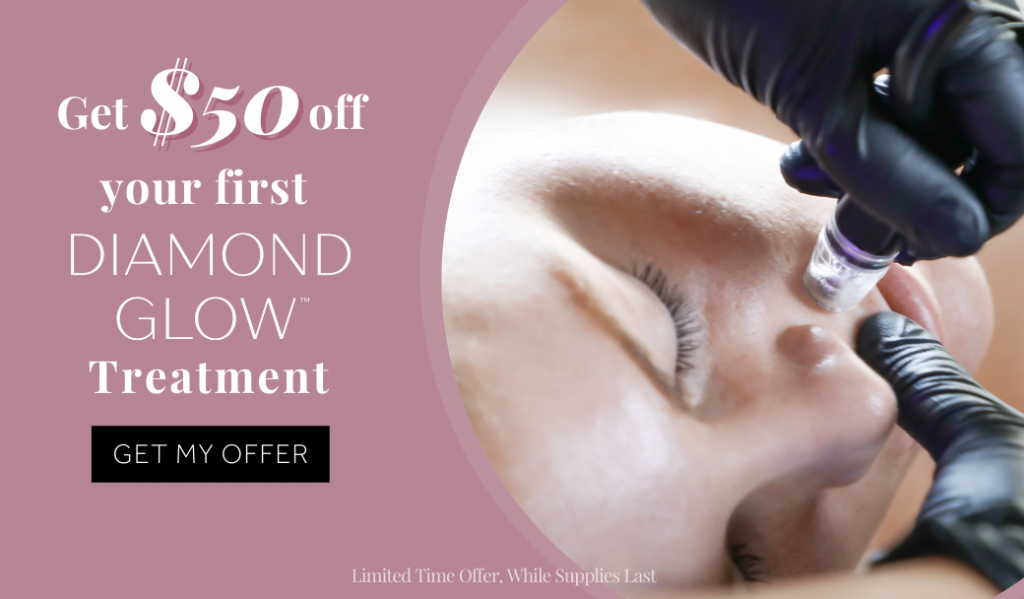 Get $50 off
your first
DIAMOND
GLOW™
Treatment
GET MY OFFER
Limited Time Offer, While Supplies Last